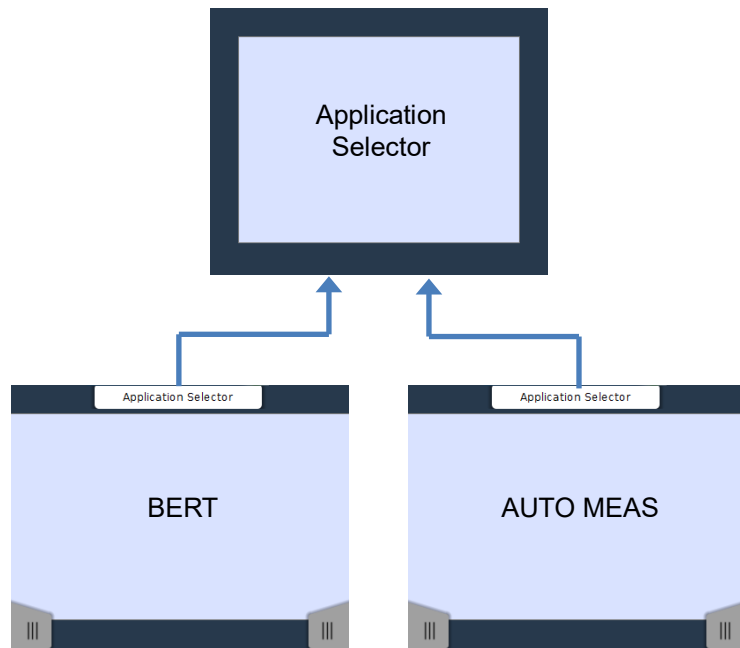 Application
Selector
Application Selector
Application Selector
BERT
AUTO MEAS